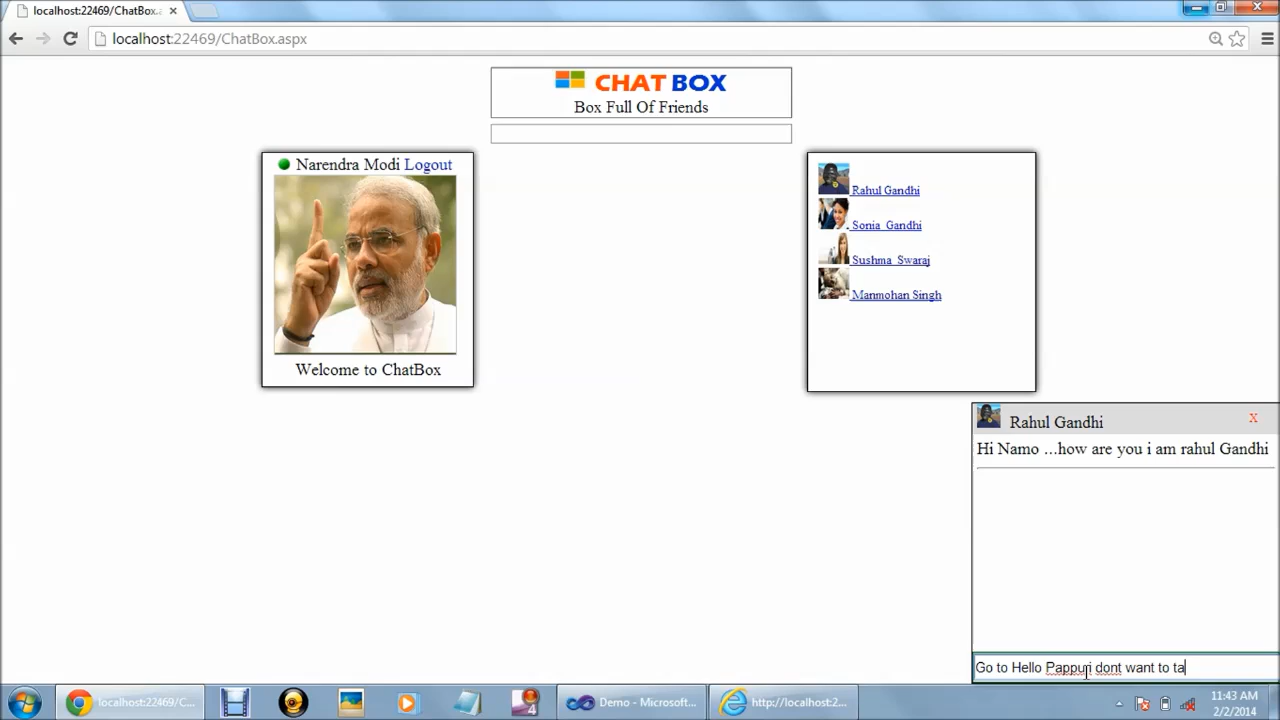 localhost:22469/ChatBox.a
localhost:22469/ChatBox.aspx
CHAT BOX
Box Full Of Friends
Narendra Modi Logout
Welcome to ChatBox
Rahul Gandhi
Sonia Gandhi
Sushma Swaraj
Manmohan Singh
Rahul Gandhi
X
Hi Namo ...how are you i am rahul Gandhi
Go to Hello Pappuri dont want to ta
localhost:22469/C...
4
Demo - Microsoft...
http://localhost:2...
11:43 AM
2/2/2014